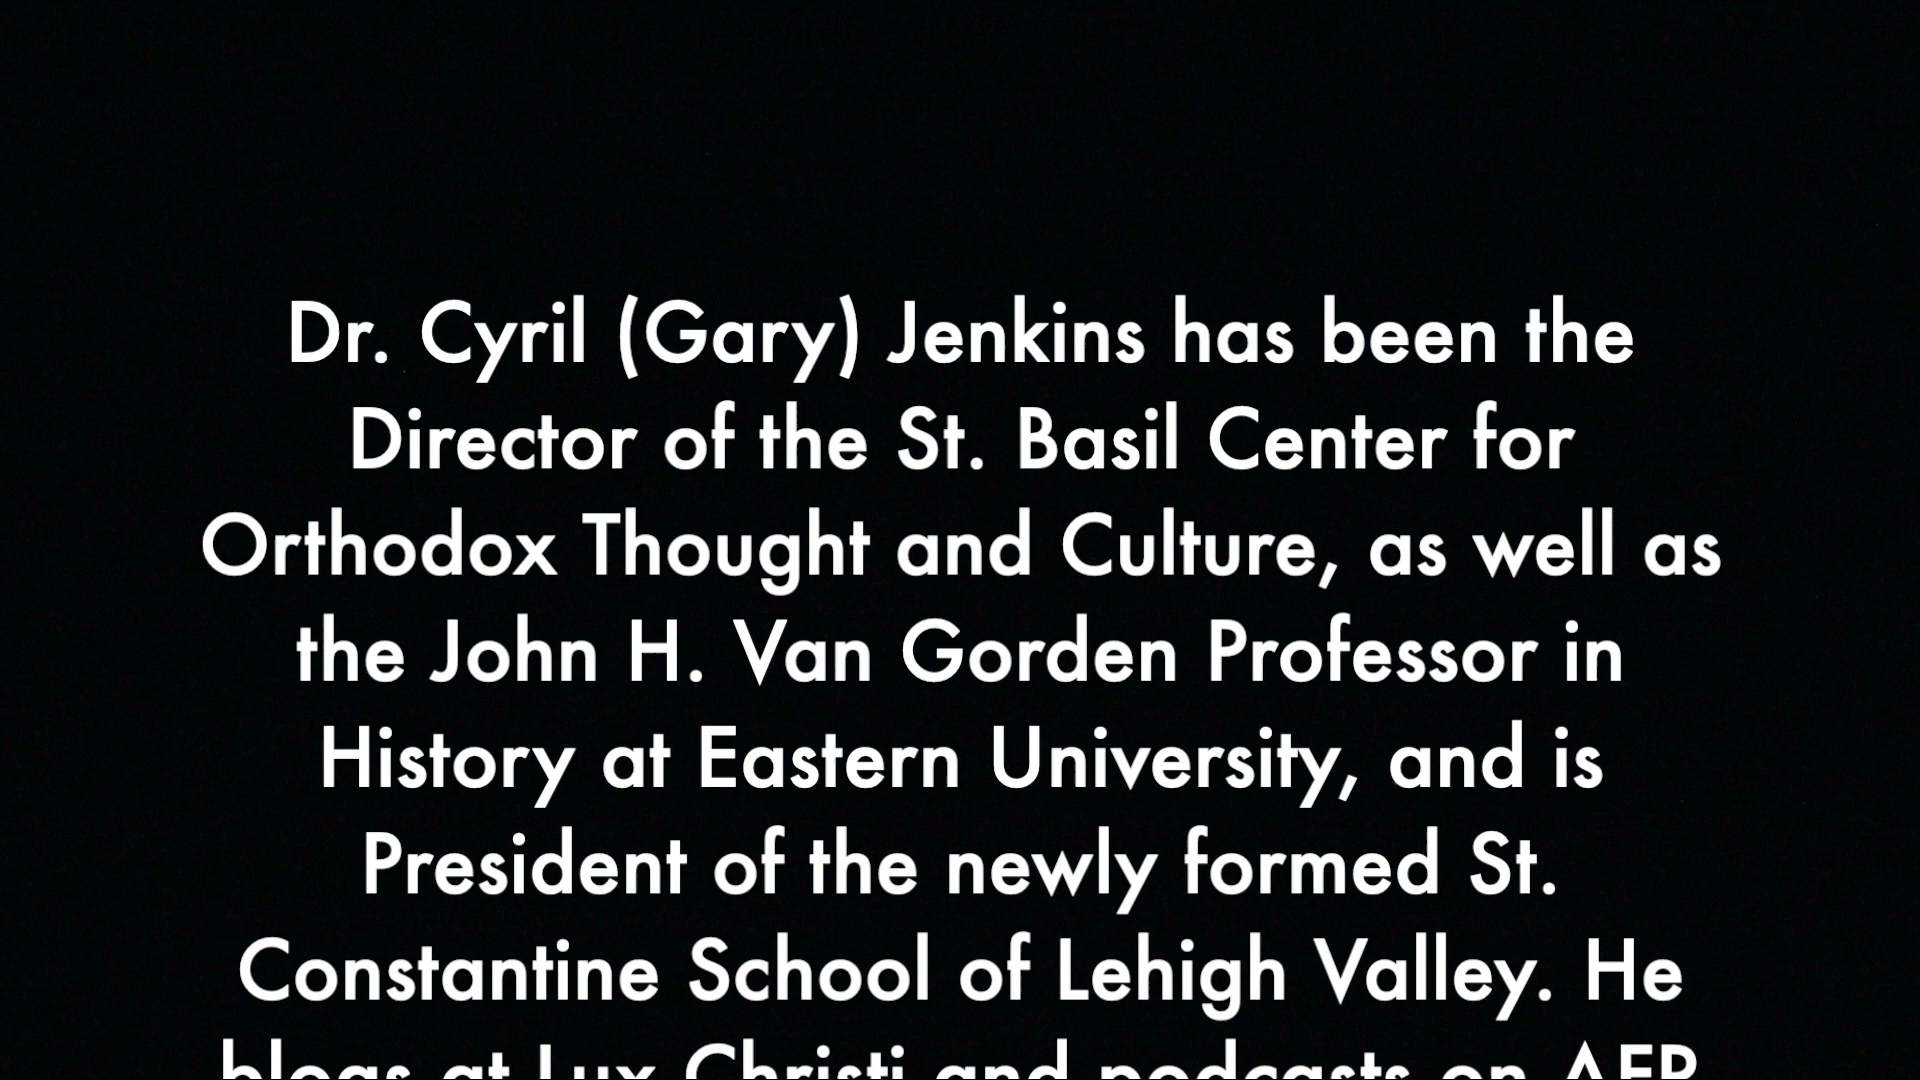 Dr. Cyril (Gary) Jenkins has been the
Director of the St. Basil Center for
Orthodox Thought and Culture, as well as
the John H. Van Gorden Professor in
History at Eastern University, and is
President of the newly formed St.
Constantine School of Lehigh Valley. He
blogs at Lux Christi and podcasts on